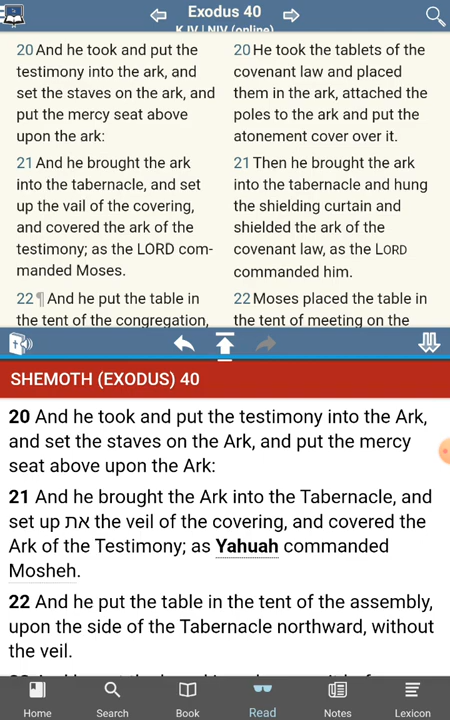 Exodus 40
KJV | NIV (online)
20 And he took and put the
testimony into the ark, and
set the staves on the ark, and
put the mercy seat above
upon the ark:
21 And he brought the ark
into the tabernacle, and set
up the vail of the covering,
and covered the ark of the
testimony; as the LORD com-
manded Moses.
22 ¶ And he put the table in
the tent of the congregation,
20 He took the tablets of the
covenant law and placed
them in the ark, attached the
poles to the ark and put the
atonement cover over it.
21 Then he brought the ark
into the tabernacle and hung
the shielding curtain and
shielded the ark of the
covenant law, as the LORD
commanded him.
22 Moses placed the table in
the tent of meeting on the
SHEMOTH (EXODUS) 40
20 And he took and put the testimony into the Ark,
and set the staves on the Ark, and put the mercy
seat above upon the Ark:
21 And he brought the Ark into the Tabernacle, and
set up את the veil of the covering, and covered the
Ark of the Testimony; as Yahuah commanded
Mosheh.
22 And he put the table in the tent of the assembly,
upon the side of the Tabernacle northward, without
the veil.
Home
Search
Book
Read
Notes
Lexicon